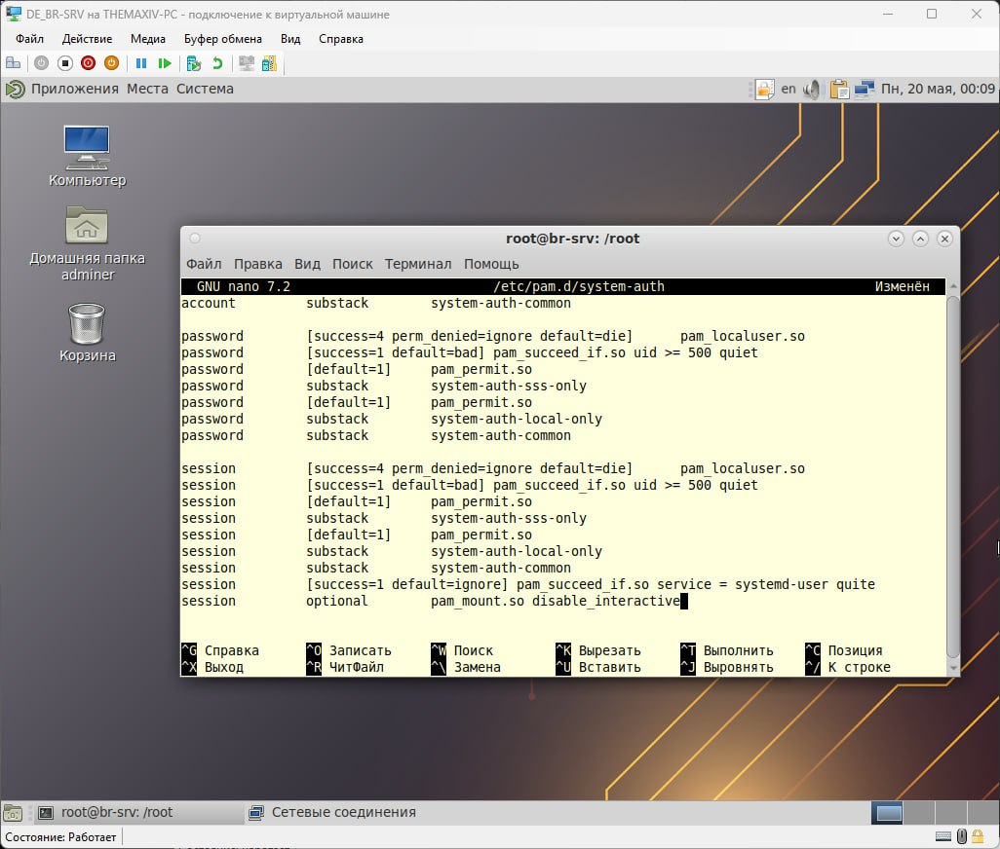 DE_BR-SRV на THEMAXIV-PC - подключение к виртуальной машине
Файл Действие Медиа Буфер обмена Вид Справка
Приложения Места Система en Пн, 20 мая, 00:09
Компьютер
Домашняя папка
adminer
Корзина
root@br-srv: /root
Файл Правка Вид Поиск Терминал Помощь
GNU nano 7.2 /etc/pam.d/system-auth Изменён
account substack system-auth-common
password [success=4 perm_denied=ignore default=die] pam_localuser.so
password [success=1 default=bad] pam_succeed_if.so uid >= 500 quiet
password [default=1] pam_permit.so
password substack system-auth-sss-only
password [default=1] pam_permit.so
password substack system-auth-local-only
password substack system-auth-common
session [success=4 perm_denied=ignore default=die] pam_localuser.so
session [success=1 default=bad] pam_succeed_if.so uid >= 500 quiet
session [default=1] pam_permit.so
session substack system-auth-sss-only
session [default=1] pam_permit.so
session substack system-auth-local-only
session substack system-auth-common
session [success=1 default=ignore] pam_succeed_if.so service = systemd-user quite
session optional pam_mount.so disable_interactive
^G Справка ^O Записать ^W Поиск ^K Вырезать ^T Выполнить ^C Позиция
^X Выход ^R ЧитФайл ^\ Замена ^U Вставить ^J Выровнять ^/ К строке
root@br-srv: /root Сетевые соединения
Состояние: Работает